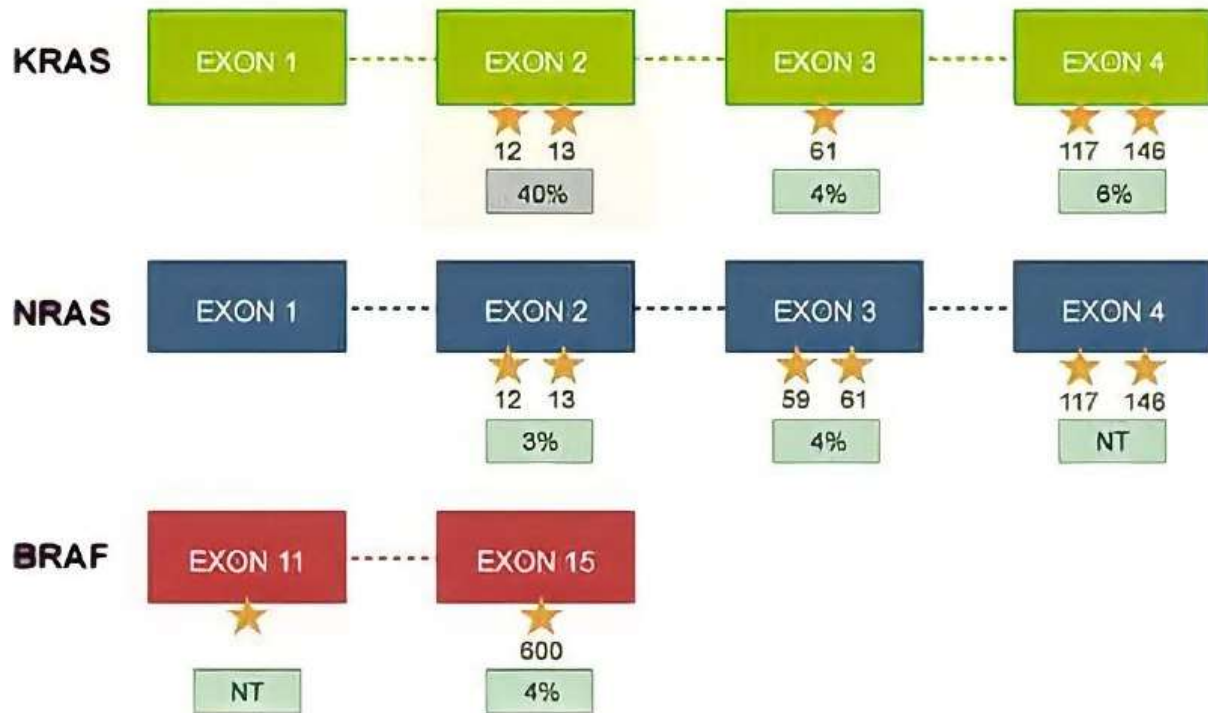 KRAS EXON 1 EXON 2 EXON 3 EXON 4
12 13 61 117 146
40% 4% 6%
NRAS EXON 1 EXON 2 EXON 3 EXON 4
12 13 59 61 117 146
3% 4% NT
BRAF EXON 11 EXON 15
600
NT 4%